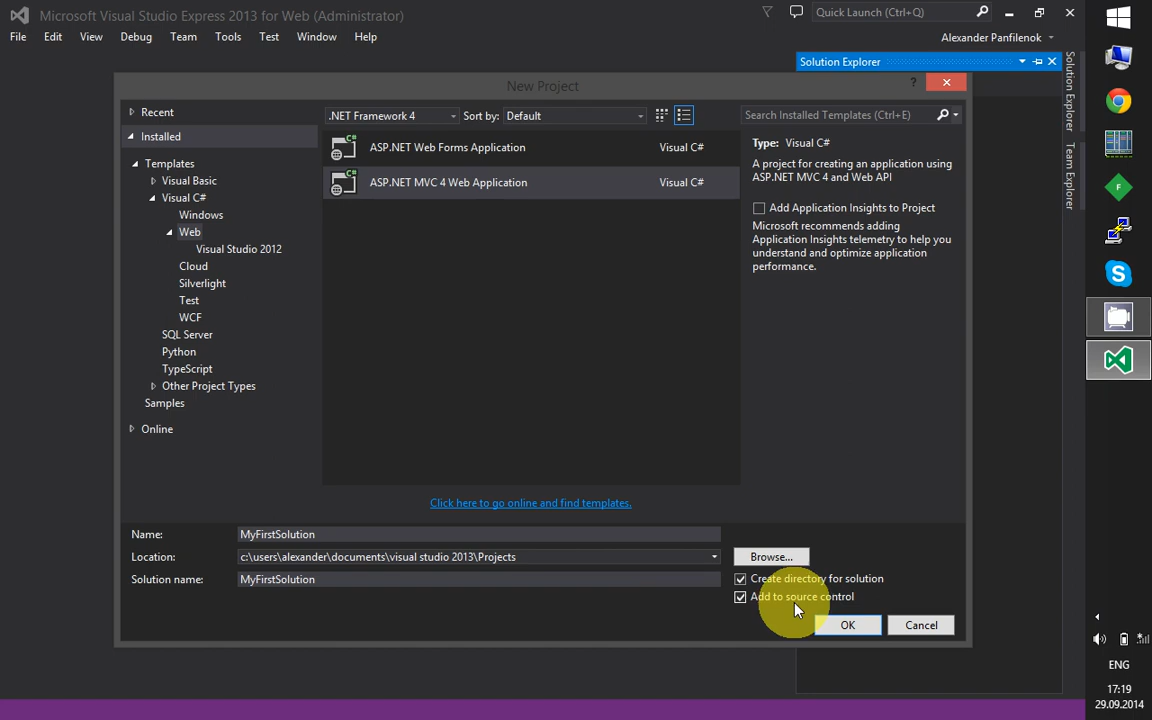 Microsoft Visual Studio Express 2013 for Web (Administrator)
Quick Launch (Ctrl+Q)
File Edit View Debug Team Tools Test Window Help
Alexander Panfilenok
Solution Explorer
New Project
?
Recent
.NET Framework 4
Sort by: Default
Search Installed Templates (Ctrl+E)
Installed
Templates
Visual Basic
Visual C#
Windows
Web
Visual Studio 2012
Cloud
Silverlight
Test
WCF
SQL Server
Python
TypeScript
Other Project Types
Samples
Online
C#
ASP.NET Web Forms Application Visual C#
C#
ASP.NET MVC 4 Web Application Visual C#
Type: Visual C#
A project for creating an application using
ASP.NET MVC 4 and Web API
Add Application Insights to Project
Microsoft recommends adding
Application Insights telemetry to help you
understand and optimize application
performance.
Click here to go online and find templates.
Name: MyFirstSolution
Location: c:\users\alexander\documents\visual studio 2013\Projects
Browse...
Solution name: MyFirstSolution
Create directory for solution
Add to source control
OK
Cancel
Solution Explorer
Team Explorer
F
ENG
17:19
29.09.2014